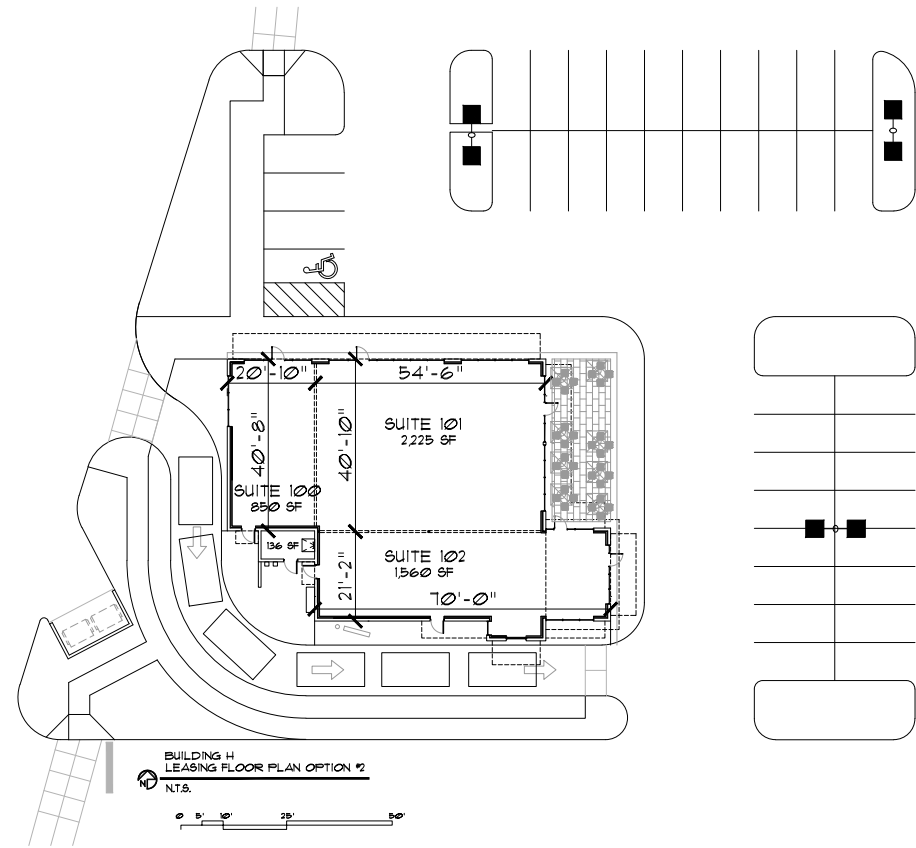 20'-10"
54'-6"
40'-8"
40'-10"
SUITE 101
2,225 SF
SUITE 100
850 SF
136 SF
SUITE 102
1,560 SF
21'-2"
70'-0"
BUILDING H
LEASING FLOOR PLAN OPTION #2
N
N.T.S.
0 5' 10' 25' 50'